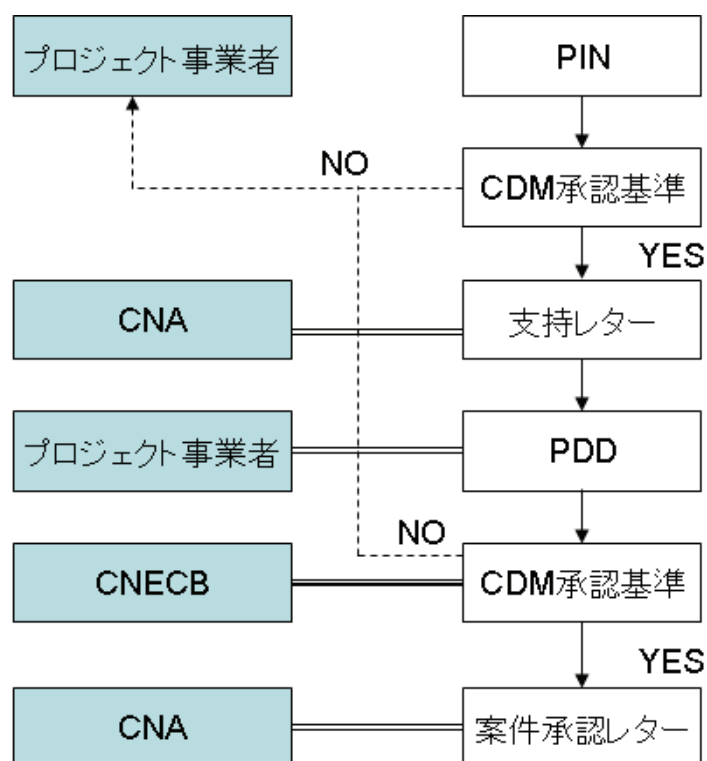 プロジェクト事業者
PIN
NO
CDM承認基準
YES
CNA
支持レター
プロジェクト事業者
PDD
NO
CNECB
CDM承認基準
YES
CNA
案件承認レター